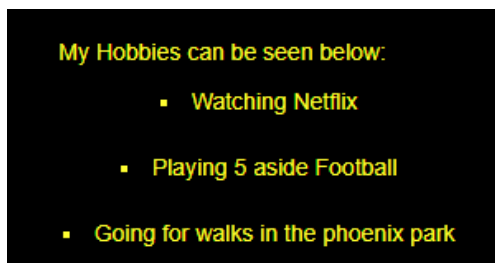 My Hobbies can be seen below:
▪ Watching Netflix
▪ Playing 5 aside Football
▪ Going for walks in the phoenix park